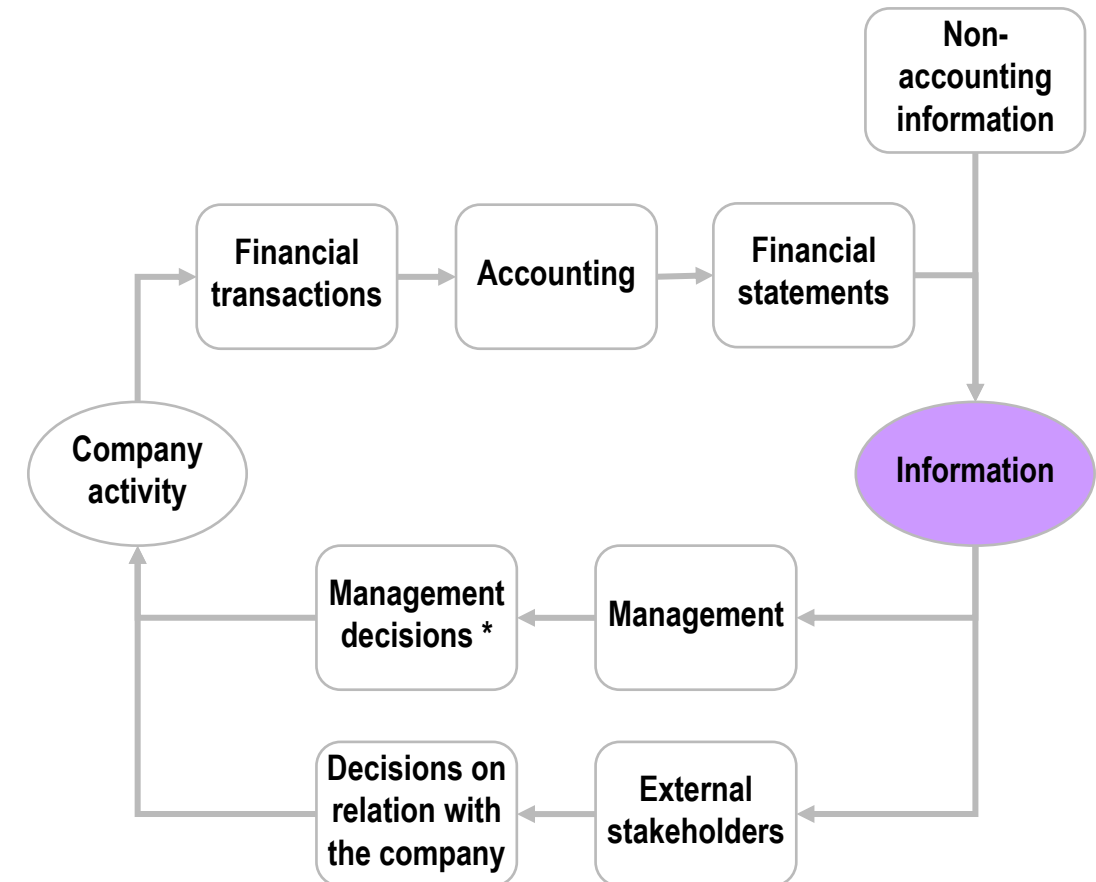 Non-
accounting
information
Financial
transactions
Accounting
Financial
statements
Company
activity
Information
Management
decisions *
Management
Decisions on
relation with
the company
External
stakeholders